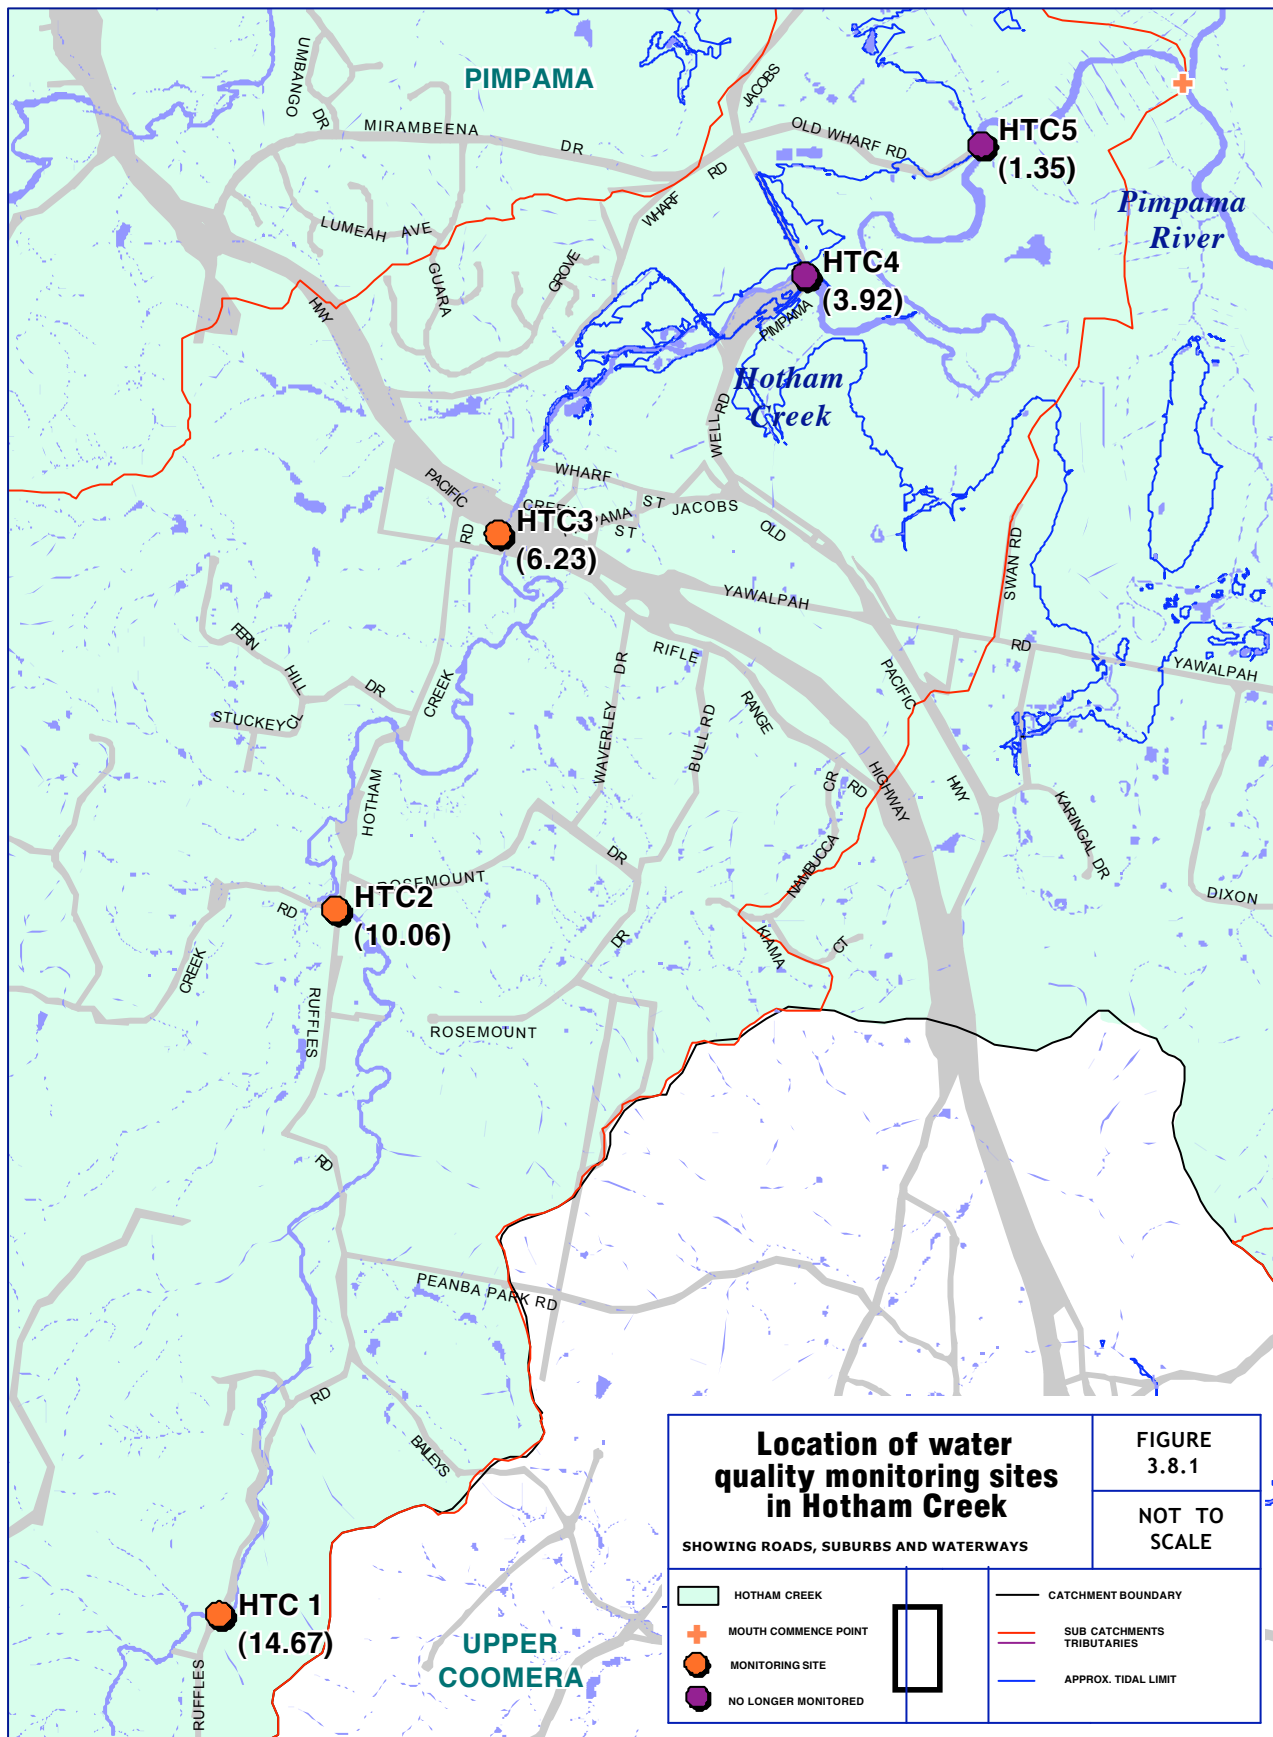 PIMPAMA
UMBANGO
DR
MIRAMBEENA
DR
JACOBS
OLD WHARF RD
HTC5
(1.35)
RD
WHARF
Pimpama
River
LUMEAH AVE
GUARA
GROVE
HTC4
(3.92)
PIMPAMA
HWY
Hotham
Creek
WELL RD
WHARF
PACIFIC
ST
JACOBS
OLD
ST
HTC3
(6.23)
RD
SWAN RD
YAWALPAH
RD
YAWALPAH
FERN
HILL
DR
STUCKEY CL
CREEK
RIFLE
DR
WAVERLEY
BULL RD
RANGE
PACIFIC
HIGHWAY
HWY
CR
RD
HOTHAM
NAMBUCCA
KARINGAL DR
DR
DIXON
ROSEMOUNT
HTC2
(10.06)
RD
CREEK
DR
KIAMA
CT
RUFFLES
ROSEMOUNT
RD
PEANBA PARK RD
RD
BAILEYS
HTC 1
(14.67)
RUFFLES
UPPER
COOMERA
Location of water
quality monitoring sites
in Hotham Creek
SHOWING ROADS, SUBURBS AND WATERWAYS
FIGURE
3.8.1
NOT TO
SCALE
HOTHAM CREEK
MOUTH COMMENCE POINT
MONITORING SITE
NO LONGER MONITORED
CATCHMENT BOUNDARY
SUB CATCHMENTS
TRIBUTARIES
APPROX. TIDAL LIMIT